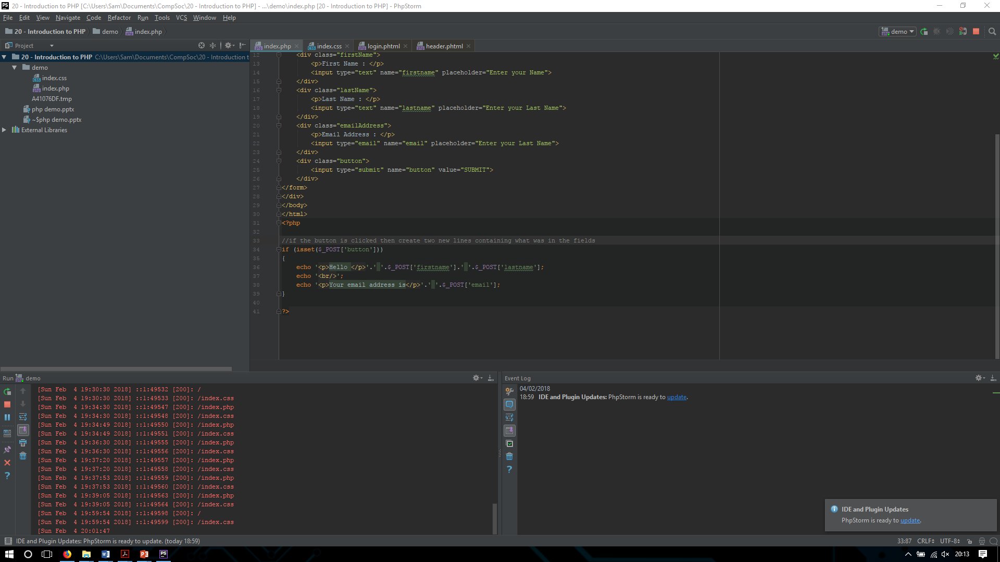 20 - Introduction to PHP [C:\Users\Sam\Documents\CompSoc\20 - Introduction to PHP] - ...\demo\index.php [20 - Introduction to PHP] - PhpStorm
File Edit View Navigate Code Refactor Run Tools VCS Window Help
20 - Introduction to PHP demo index.php demo
Project
20 - Introduction to PHP C:\Users\Sam\Documents\CompSoc\20 - Introduction t
demo
index.css
index.php
A41076DF.tmp
php demo.pptx
~$php demo.pptx
External Libraries
index.php index.css login.phtml header.phtml
12 <div class="firstName">
13 <p>First Name : </p>
14 <input type="text" name="firstname" placeholder="Enter your Name">
15 </div>
16 <div class="lastName">
17 <p>Last Name : </p>
18 <input type="text" name="lastname" placeholder="Enter your Last Name">
19 </div>
20 <div class="emailAddress">
21 <p>Email Address : </p>
22 <input type="email" name="email" placeholder="Enter your Last Name">
23 </div>
24 <div class="button">
25 <input type="submit" name="button" value="SUBMIT">
26 </div>
27 </form>
28 </div>
29 </body>
30 </html>
31 <?php
32
33 //if the button is clicked then create two new lines containing what was in the fields
34 if (isset($_POST['button']))
35 {
36 echo '<p>Hello </p>'.' '.$_POST['firstname'].' '.$_POST['lastname'];
37 echo '<br/>';
38 echo '<p>Your email address is</p>'.' '.$_POST['email'];
39 }
40
41 ?>
Run demo
[Sun Feb  4 19:30:30 2018] ::1:49532 [200]: /
[Sun Feb  4 19:30:30 2018] ::1:49533 [200]: /index.css
[Sun Feb  4 19:34:30 2018] ::1:49547 [200]: /index.php
[Sun Feb  4 19:34:30 2018] ::1:49548 [200]: /index.css
[Sun Feb  4 19:34:49 2018] ::1:49550 [200]: /index.php
[Sun Feb  4 19:34:49 2018] ::1:49551 [200]: /index.css
[Sun Feb  4 19:36:30 2018] ::1:49555 [200]: /index.php
[Sun Feb  4 19:36:30 2018] ::1:49556 [200]: /index.css
[Sun Feb  4 19:37:20 2018] ::1:49557 [200]: /index.php
[Sun Feb  4 19:37:20 2018] ::1:49558 [200]: /index.css
[Sun Feb  4 19:37:53 2018] ::1:49559 [200]: /index.php
[Sun Feb  4 19:37:53 2018] ::1:49560 [200]: /index.css
[Sun Feb  4 19:39:05 2018] ::1:49563 [200]: /index.php
[Sun Feb  4 19:39:05 2018] ::1:49564 [200]: /index.css
[Sun Feb  4 19:59:54 2018] ::1:49598 [200]: /
[Sun Feb  4 19:59:54 2018] ::1:49599 [200]: /index.css
[Sun Feb  4 20:01:47
Event Log
04/02/2018
18:59 IDE and Plugin Updates: PhpStorm is ready to update.
IDE and Plugin Updates
PhpStorm is ready to update.
IDE and Plugin Updates: PhpStorm is ready to update. (today 18:59)
33:87 CRLF UTF-8
20:13